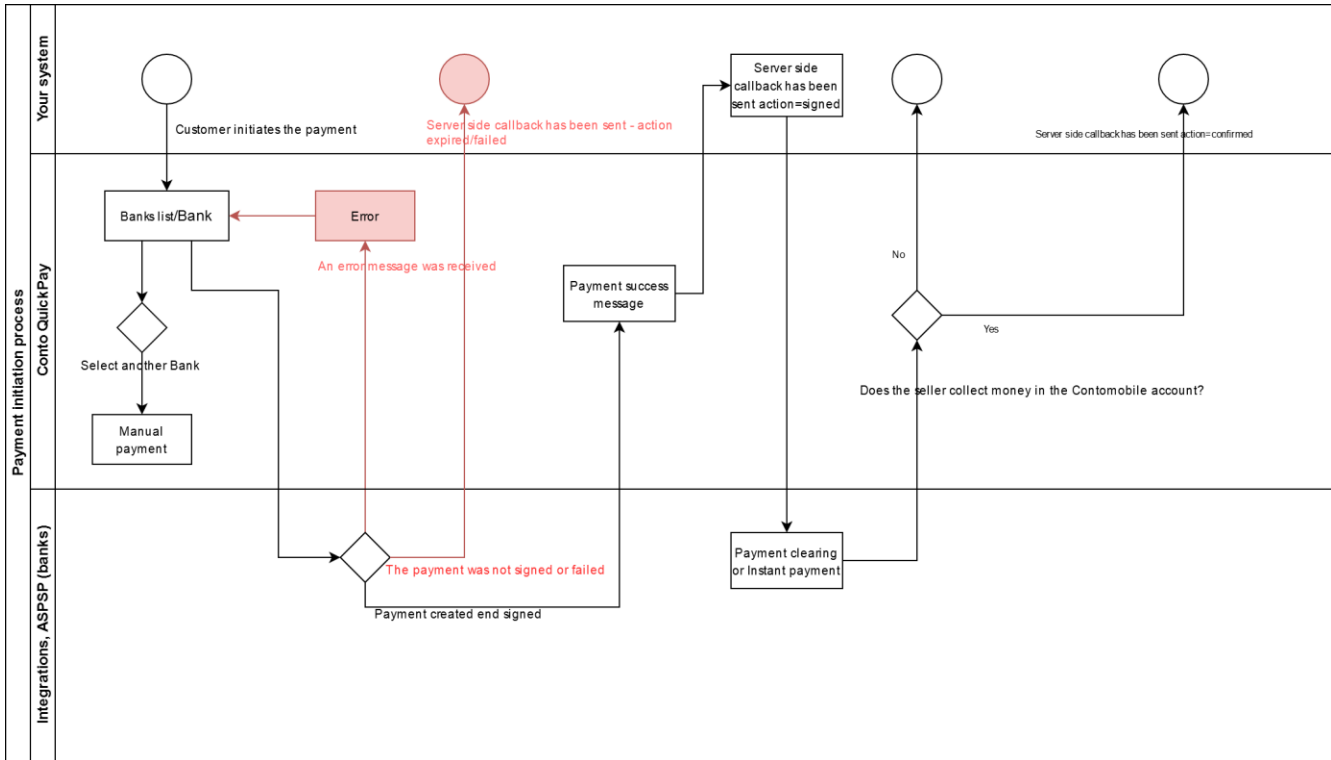 Payment Initiation process
Your system
Customer initiates the payment
Server side callback has been sent - action
expired/failed
Server side
callback has been
sent action=signed
Server side callback has been sent action=confirmed
Conto QuickPay
Banks list/Bank
Error
An error message was received
Select another Bank
Manual
payment
Payment success
message
No
Yes
Does the seller collect money in the Contomobile account?
Integrations, ASPSP (banks)
The payment was not signed or failed
Payment created end signed
Payment clearing
or Instant payment